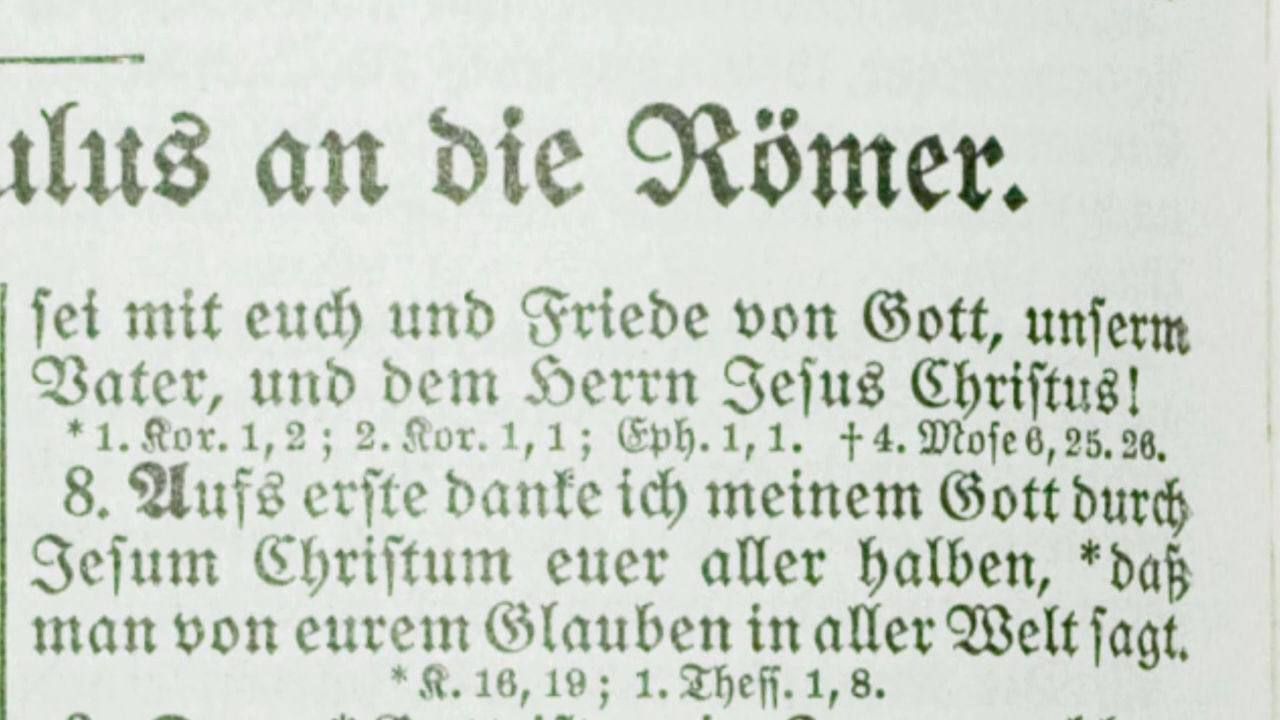 ulus an die Römer.
sei mit euch und Friede von Gott, unserm
Vater, und dem Herrn Jesus Christus!
* 1. Kor. 1, 2 ; 2. Kor. 1, 1 ; Eph. 1, 1. † 4. Mose 6, 25. 26.
8. Aufs erste danke ich meinem Gott durch
Jesum Christum euer aller halben, * daß
man von eurem Glauben in aller Welt sagt.
* K. 16, 19 ; 1. Thess. 1, 8.